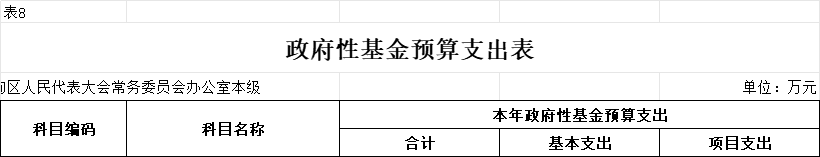 表8
政府性基金预算支出表
区人民代表大会常务委员会办公室本级 单位：万元
科目编码 科目名称 本年政府性基金预算支出
合计 基本支出 项目支出